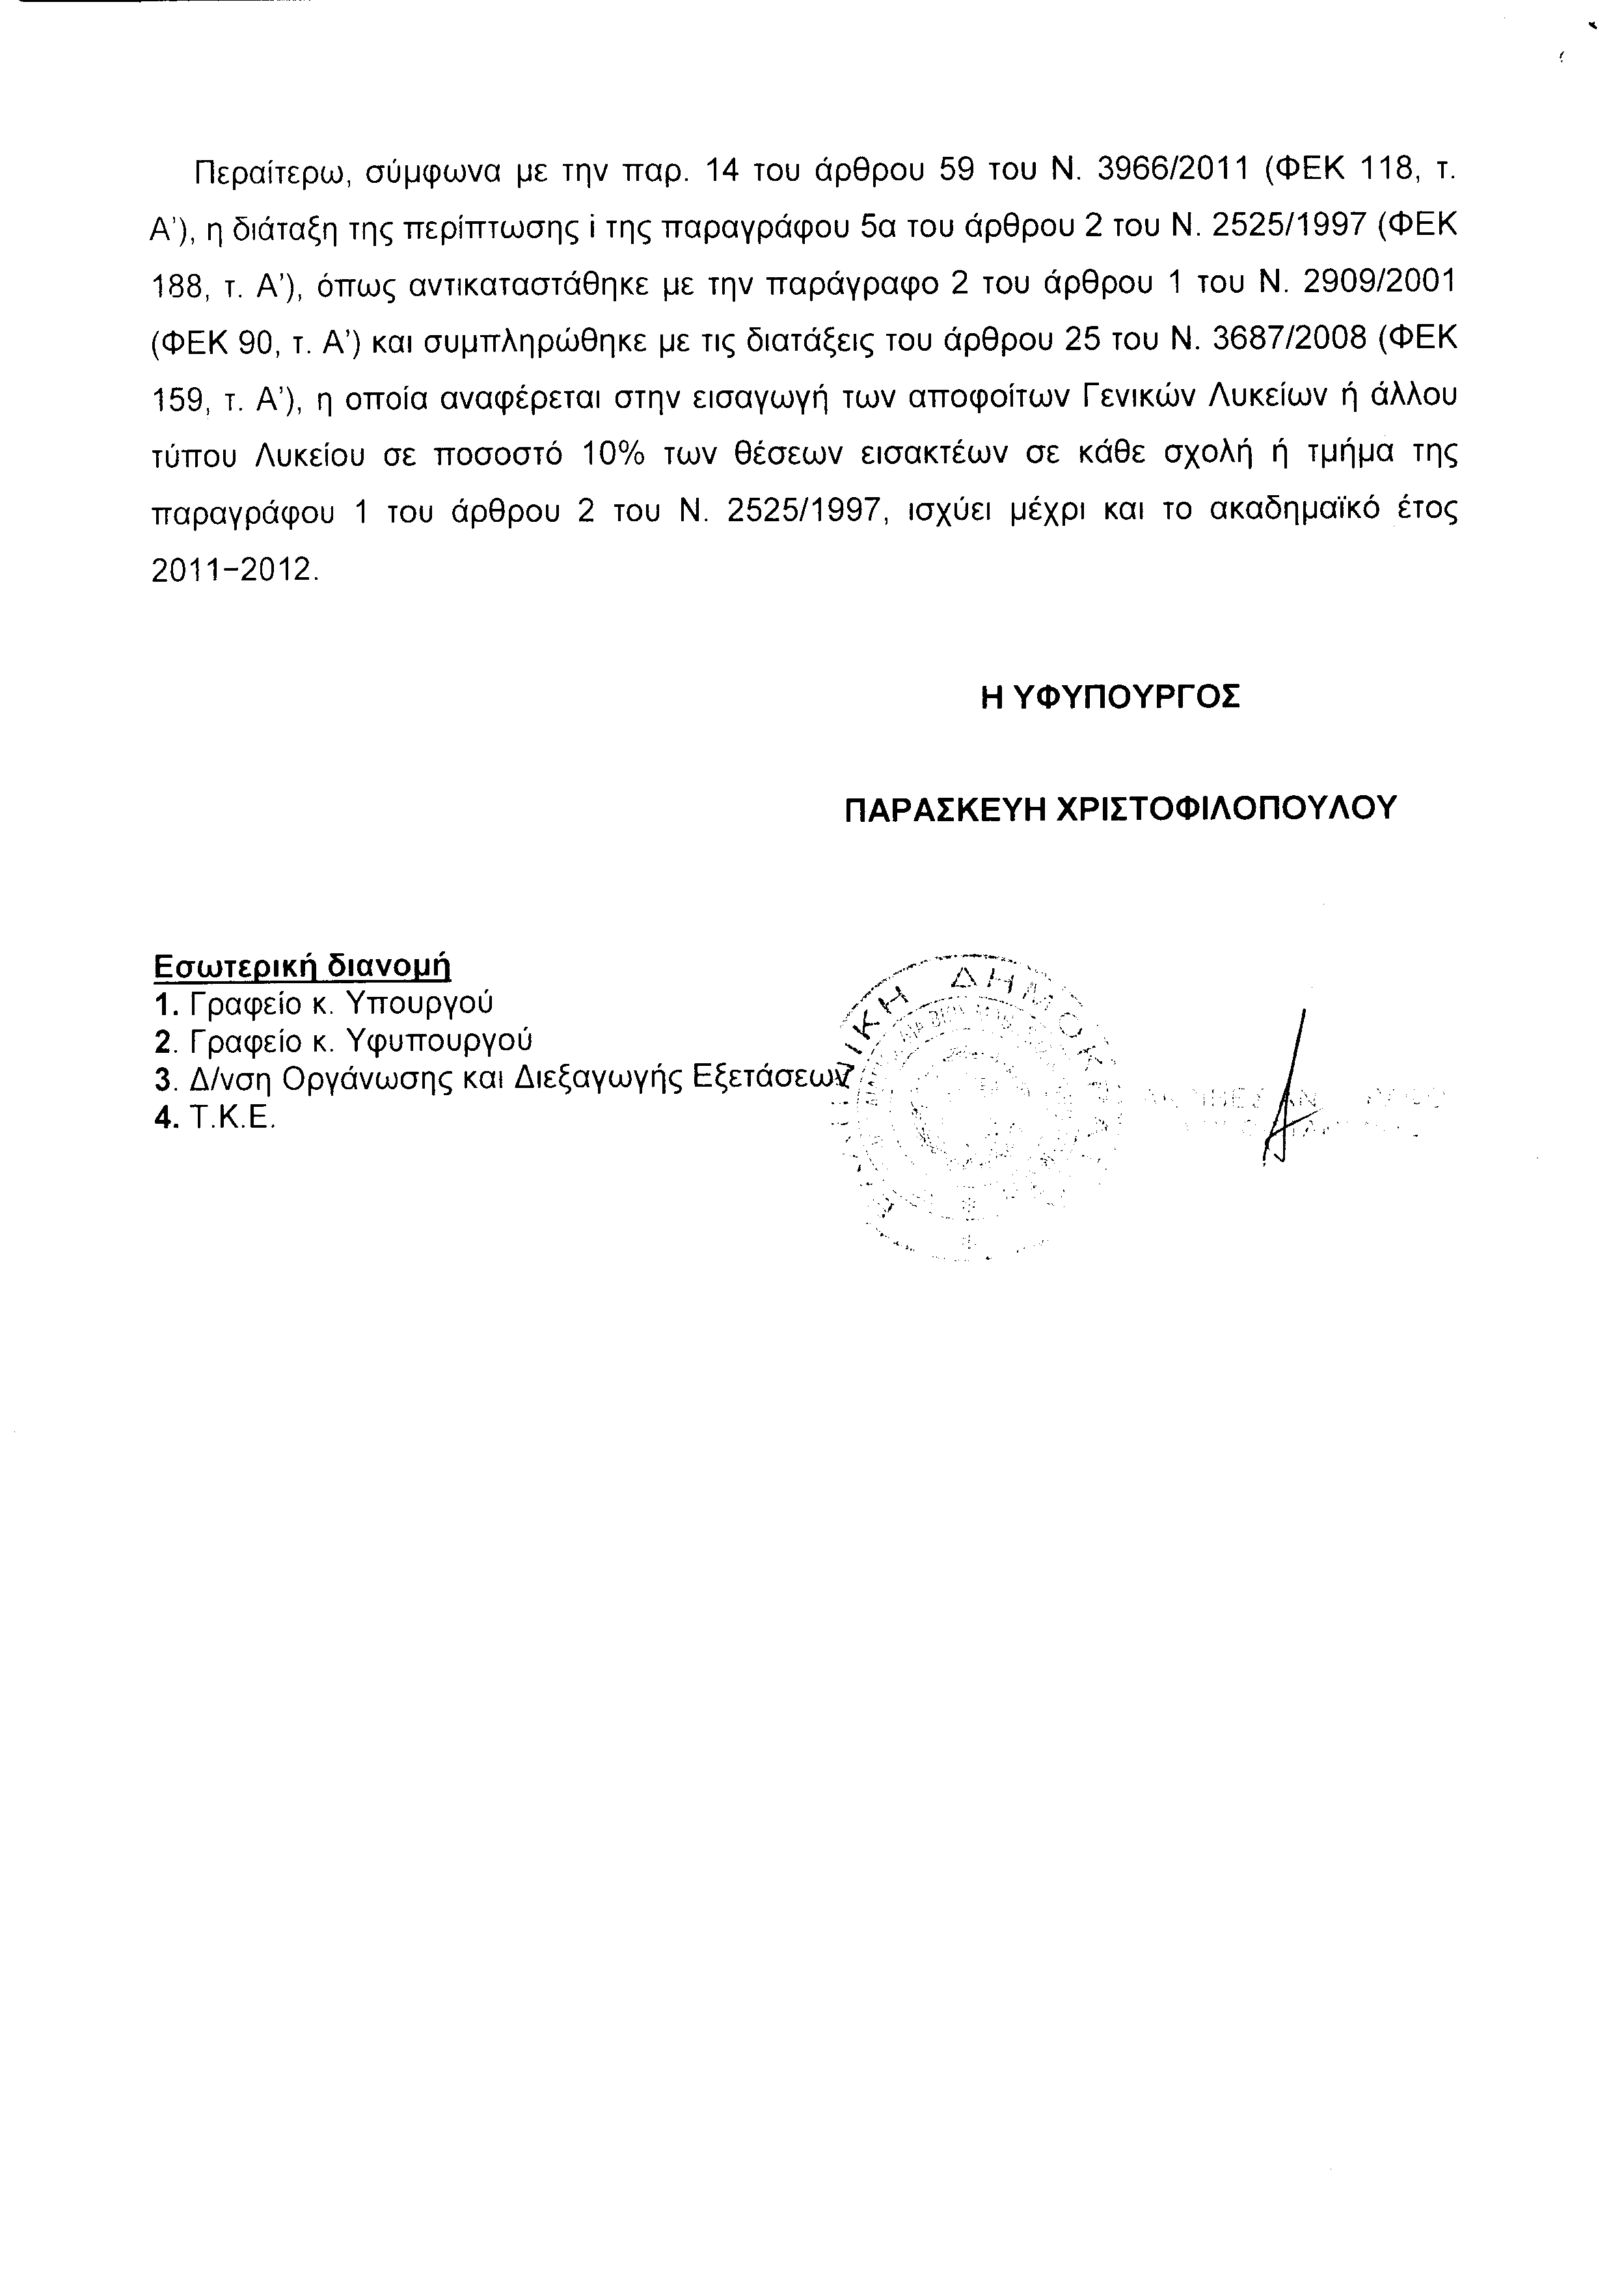 Περαίτερω, σύμφωνα με την παρ. 14 του άρθρου 59 του Ν. 3966/2011 (ΦΕΚ 118, τ.
Α’), η διάταξη της περίπτωσης i της παραγράφου 5α του άρθρου 2 του Ν. 2525/1997 (ΦΕΚ
188, τ. Α’), όπως αντικαταστάθηκε με την παράγραφο 2 του άρθρου 1 του Ν. 2909/2001
(ΦΕΚ 90, τ. Α’) και συμπληρώθηκε με τις διατάξεις του άρθρου 25 του Ν. 3687/2008 (ΦΕΚ
159, τ. Α’), η οποία αναφέρεται στην εισαγωγή των αποφοίτων Γενικών Λυκείων ή άλλου
τύπου Λυκείου σε ποσοστό 10% των θέσεων εισακτέων σε κάθε σχολή ή τμήμα της
παραγράφου 1 του άρθρου 2 του Ν. 2525/1997, ισχύει μέχρι και το ακαδημαϊκό έτος
2011-2012.
Η ΥΦΥΠΟΥΡΓΟΣ
ΠΑΡΑΣΚΕΥΗ ΧΡΙΣΤΟΦΙΛΟΠΟΥΛΟΥ
Εσωτερική διανομή
1. Γραφείο κ. Υπουργού
2. Γραφείο κ. Υφυπουργού
3. Δ/νση Οργάνωσης και Διεξαγωγής Εξετάσεων
4. Τ.Κ.Ε.